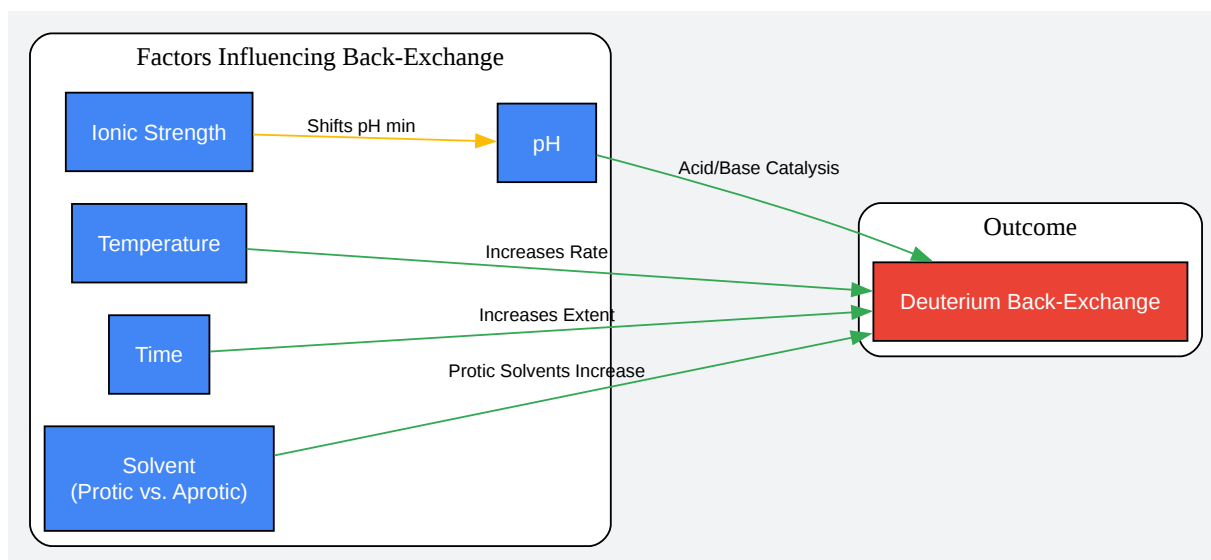 Factors Influencing Back-Exchange
Ionic Strength
Shifts pH min
pH
Acid/Base Catalysis
Temperature
Increases Rate
Outcome
Deuterium Back-Exchange
Time
Increases Extent
Protic Solvents Increase
Solvent
(Protic vs. Aprotic)